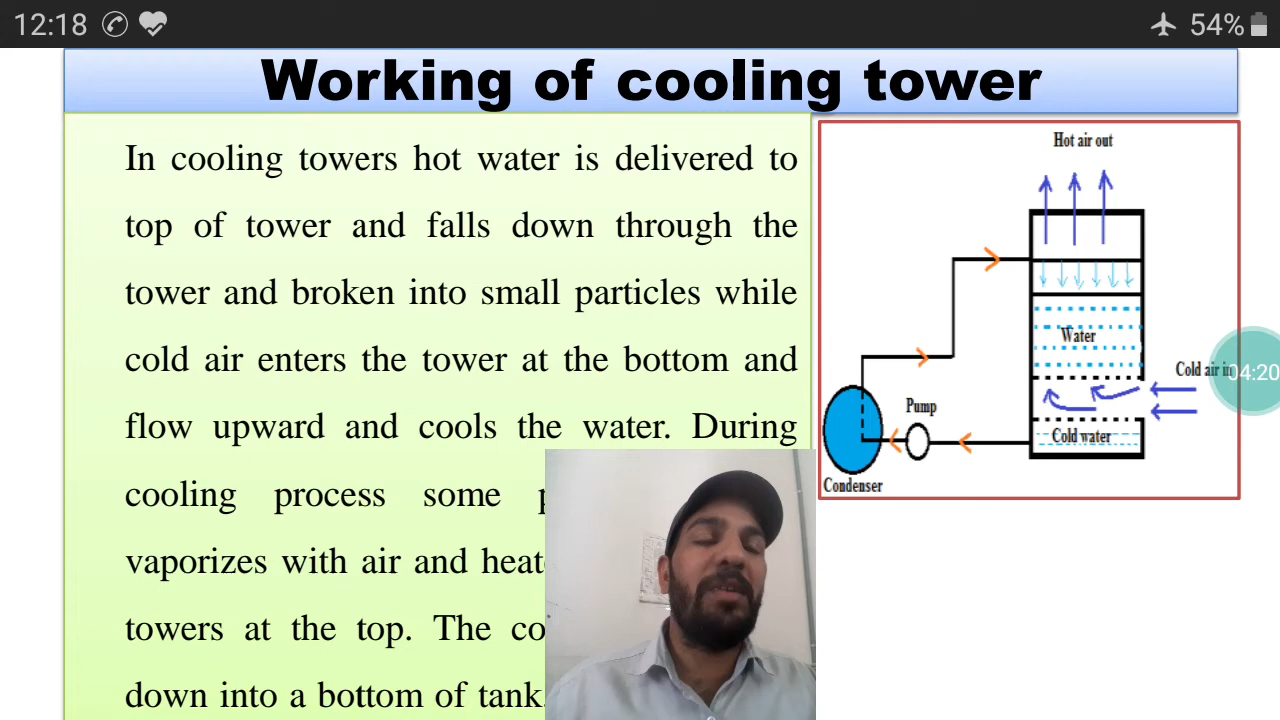 12:18
54%
Working of cooling tower
In cooling towers hot water is delivered to
top of tower and falls down through the
tower and broken into small particles while
cold air enters the tower at the bottom and
flow upward and cools the water. During
cooling process some
vaporizes with air and
towers at the top. The
down into a bottom of tank.
Hot air out
Water
Cold air in
04:20
Pump
Cold water
Condenser